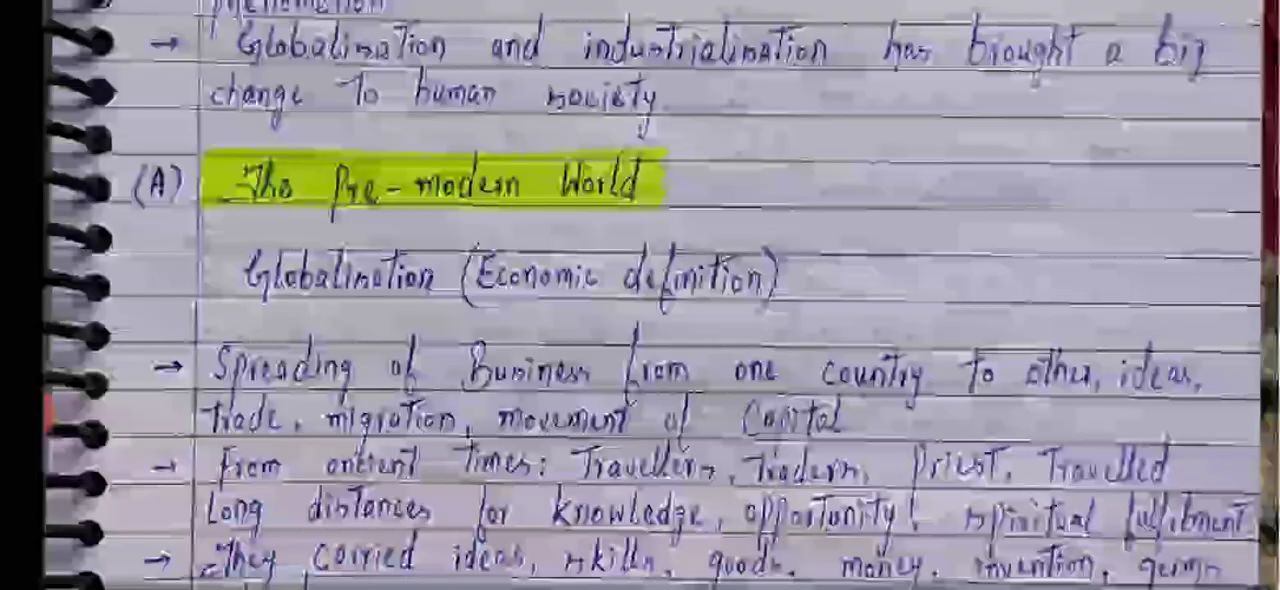 phenomenon
→ Globalisation and industrialisation has brought a big
change to human society
(A) The Pre-modern World
Globalisation (Economic definition)
→ Spreading of Business from one country to other, ideas,
trade, migration, movement of Capital
→ From ancient times: Travellers, Traders, Priest, Travelled
Long distances for knowledge, opportunity, spiritual fulfilment
→ They carried ideas, skills, goods, money, invention, germs